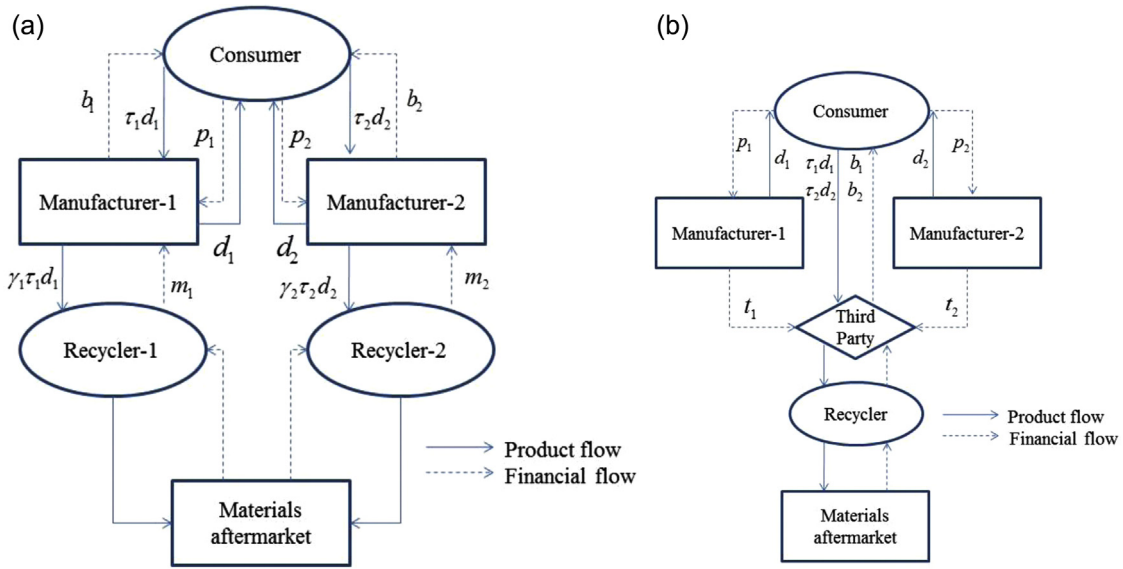 (a)
Consumer
b₁
τ₁d₁
p₁
p₂
τ₂d₂
b₂
Manufacturer-1
Manufacturer-2
d₁
d₂
γ₁τ₁d₁
m₁
γ₂τ₂d₂
m₂
Recycler-1
Recycler-2
Product flow
Financial flow
Materials
aftermarket
(b)
Consumer
p₁
d₁
τ₁d₁
b₁
τ₂d₂
b₂
d₂
p₂
Manufacturer-1
Manufacturer-2
t₁
Third
Party
t₂
Recycler
Product flow
Financial flow
Materials
aftermarket